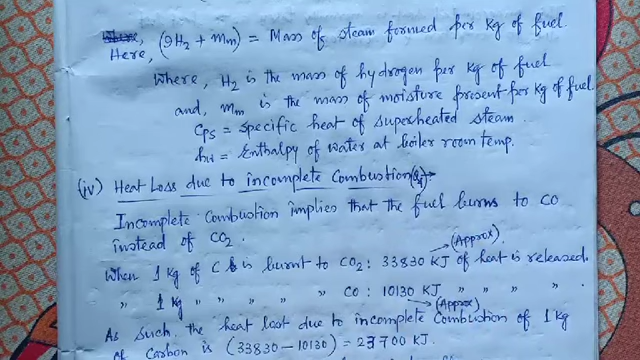 Here, (9H2 + mm) = Mass of steam formed per kg of fuel
Where, H2 is the mass of hydrogen per kg of fuel
and, mm is the mass of moisture present per kg of fuel.
Cps = Specific heat of superheated steam.
= Enthalpy of water at boiler room temp.
(iv) Heat Loss due to incomplete Combustion
Incomplete Combustion implies that the fuel burns to CO
instead of CO2.
(Approx)
When 1 kg of C is burnt to CO2 : 33830 KJ of heat is released.
" 1 kg " " " " CO : 10130 KJ " " " " .
(Approx)
As such, the heat lost due to incomplete Combustion of 1 kg
of Carbon is (33830 - 10130) = 23700 KJ.